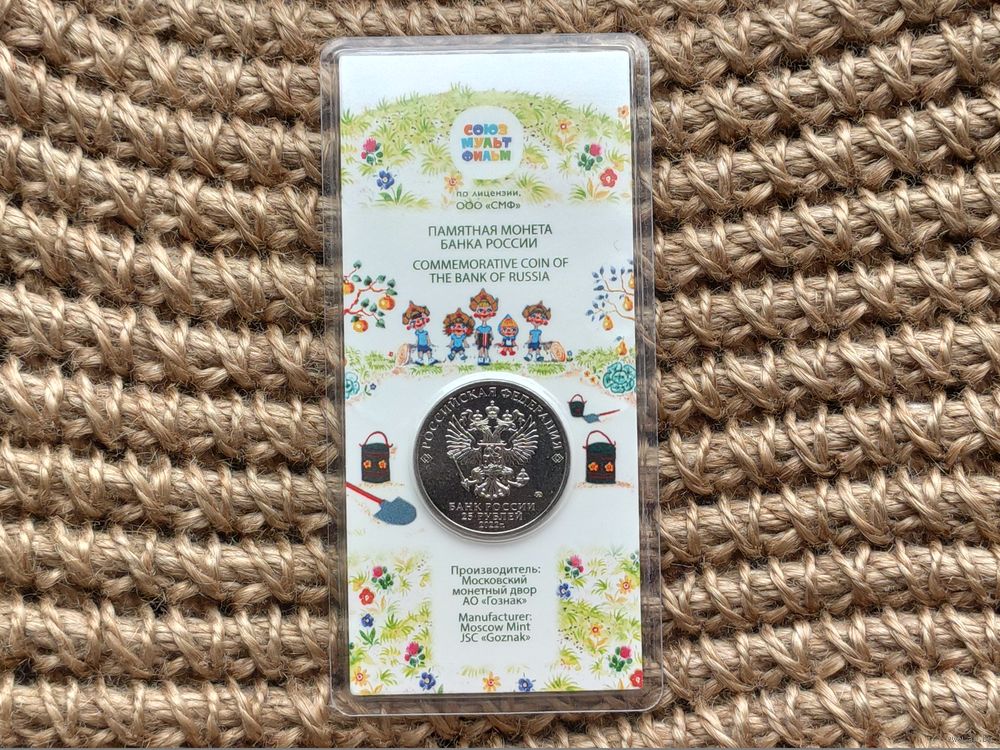 СОЮЗ
МУЛЬТ
ФИЛЬМ
по лицензии,
ООО «СМФ»
ПАМЯТНАЯ МОНЕТА
БАНКА РОССИИ
COMMEMORATIVE COIN OF
THE BANK OF RUSSIA
РОССИЙСКАЯ ФЕДЕРАЦИЯ
БАНК РОССИИ
25 РУБЛЕЙ
2022г.
Производитель:
Московский
монетный двор
АО «Гознак»
Manufacturer:
Moscow Mint
JSC «Goznak»